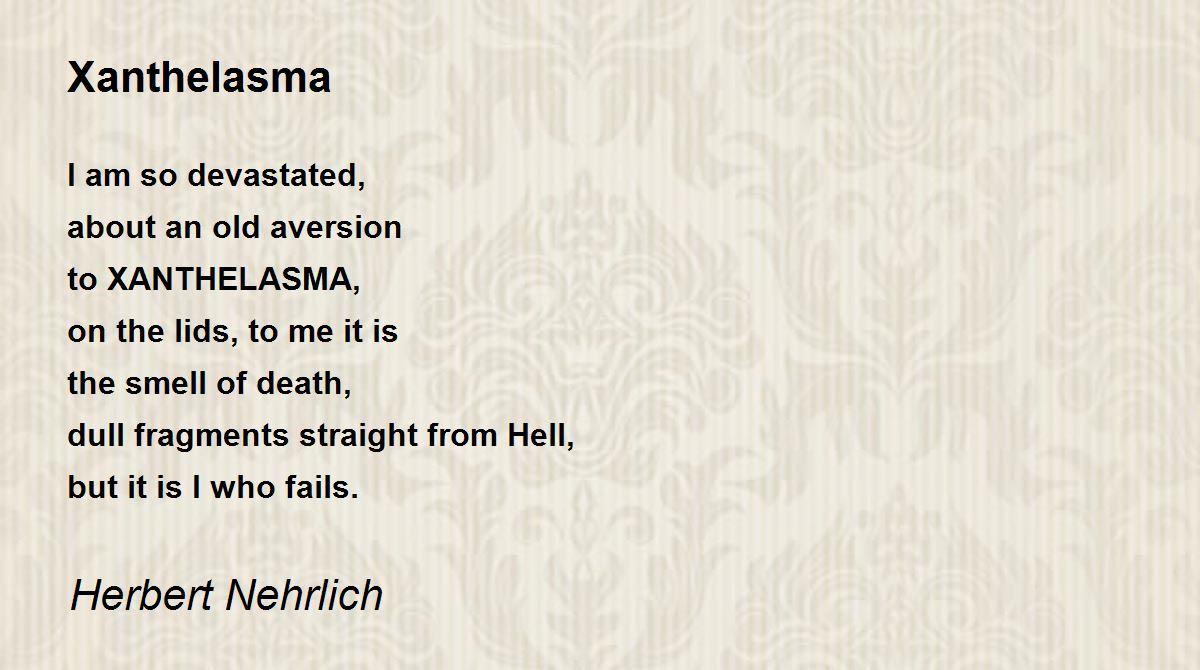 Xanthelasma
I am so devastated,
about an old aversion
to XANTHELASMA,
on the lids, to me it is
the smell of death,
dull fragments straight from Hell,
but it is I who fails.
Herbert Nehrlich